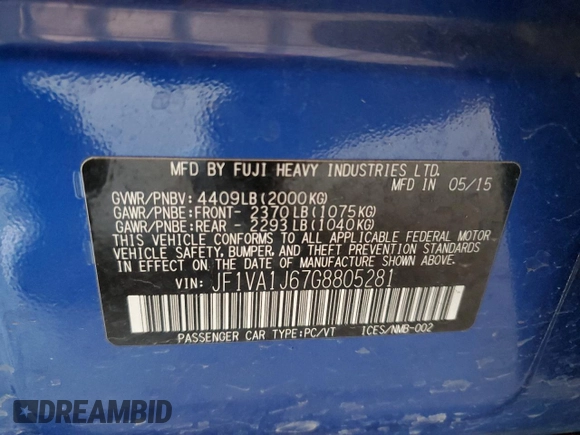 MFD BY FUJI HEAVY INDUSTRIES LTD.
MFD IN 05/15
GVWR/PNBV: 4409LB(2000KG)
GAWR/PNBE:FRONT- 2370LB(1075KG)
GAWR/PNBE:REAR - 2293LB(1040KG)
THIS VEHICLE CONFORMS TO ALL APPLICABLE FEDERAL MOTOR
VEHICLE SAFETY, BUMPER, AND THEFT PREVENTION STANDARDS
IN EFFECT ON THE DATE OF MANUFACTURE SHOWN ABOVE.
VIN: JF1VA1J67G8805281
PASSENGER CAR TYPE:PC/VT ICES/NMB-002
DREAMBID